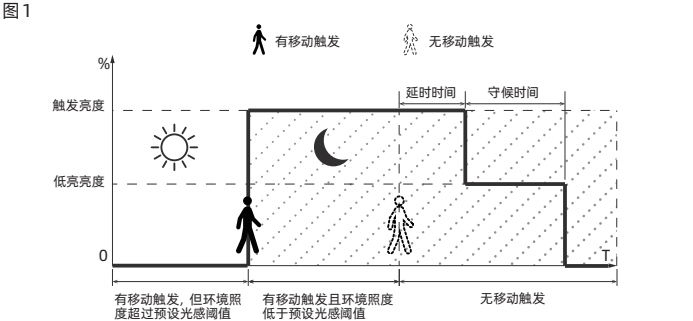 图1
有移动触发
无移动触发
%
延时时间
守候时间
触发亮度
低亮亮度
0
T
有移动触发, 但环境照
度超过预设光感阈值
有移动触发且环境照度
低于预设光感阈值
无移动触发